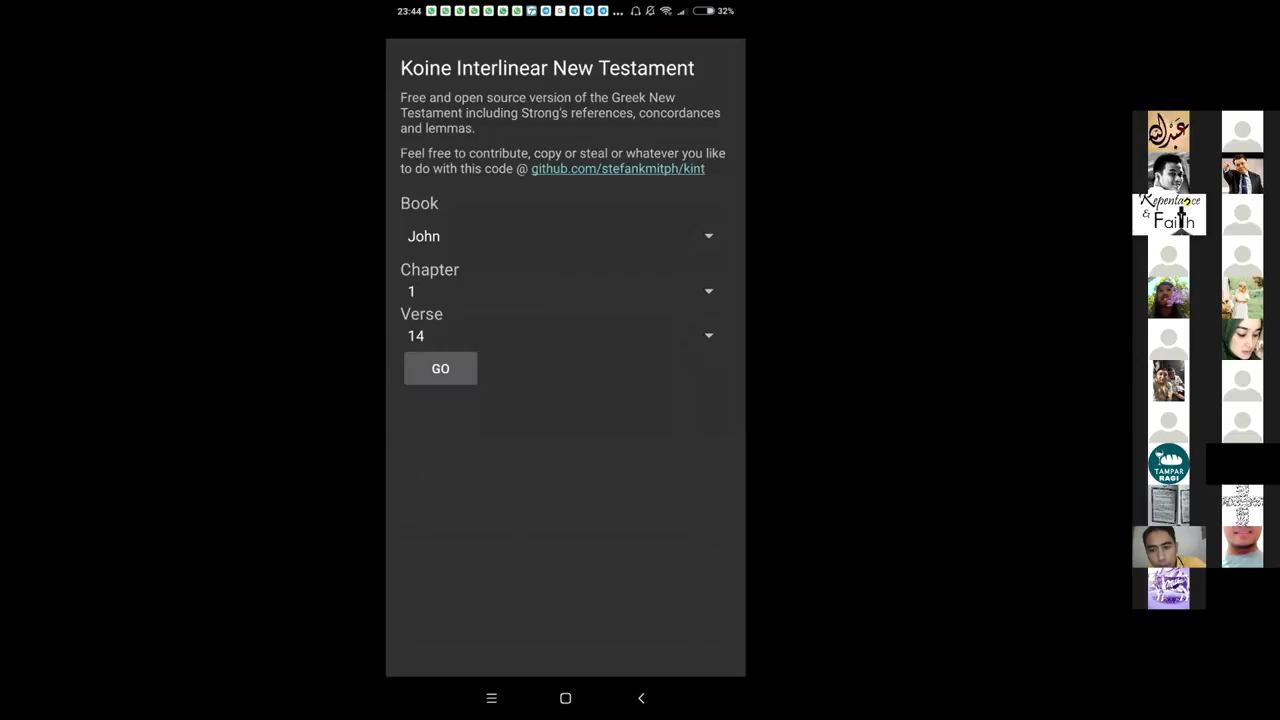 23:44
32%
Koine Interlinear New Testament
Free and open source version of the Greek New
Testament including Strong's references, concordances
and lemmas.
Feel free to contribute, copy or steal or whatever you like
to do with this code @ github.com/stefankmitph/kint
Book
John
Chapter
1
Verse
14
GO
عبد الله
Repentance
& Faith
TAMPAR
RAGI